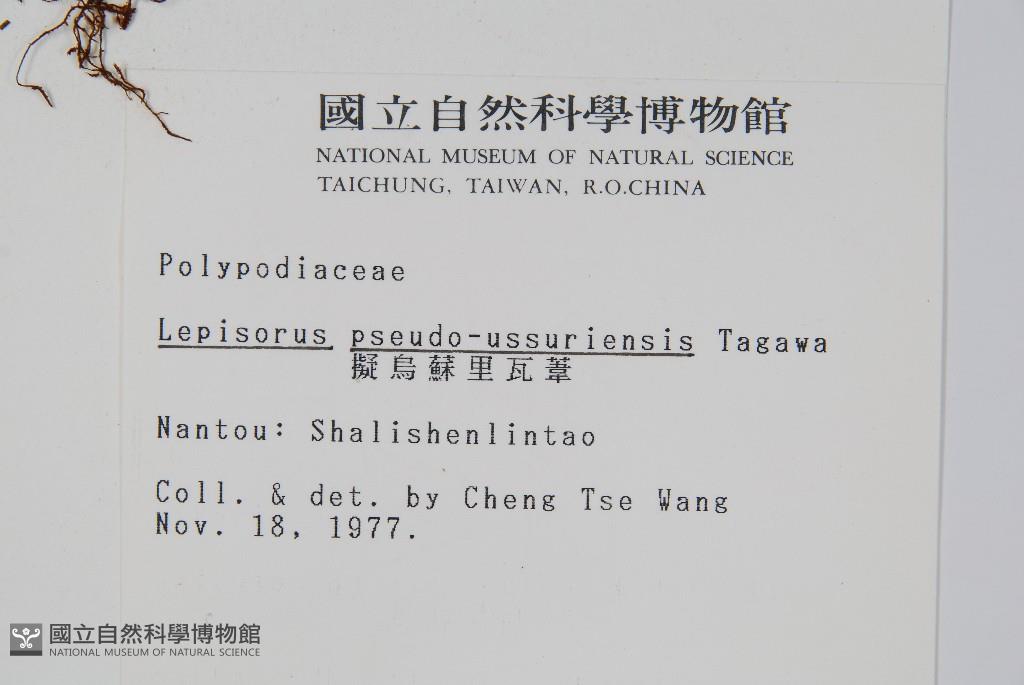 國立自然科學博物館
NATIONAL MUSEUM OF NATURAL SCIENCE
TAICHUNG, TAIWAN, R.O.CHINA
Polypodiaceae
Lepisorus pseudo-ussuriensis Tagawa
擬烏蘇里瓦葦
Nantou: Shalishenlintao
Coll. & det. by Cheng Tse Wang
Nov. 18, 1977.
國立自然科學博物館
NATIONAL MUSEUM OF NATURAL SCIENCE